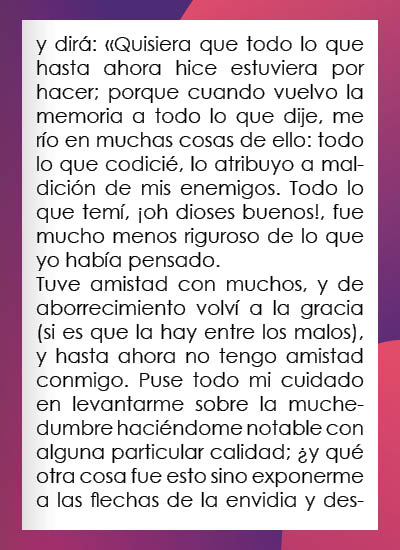 y dirá: «Quisiera que todo lo que
hasta ahora hice estuviera por
hacer; porque cuando vuelvo la
memoria a todo lo que dije, me
río en muchas cosas de ello: todo
lo que codicié, lo atribuyo a mal-
dición de mis enemigos. Todo lo
que temí, ¡oh dioses buenos!, fue
mucho menos riguroso de lo que
yo había pensado.
Tuve amistad con muchos, y de
aborrecimiento volví a la gracia
(si es que la hay entre los malos),
y hasta ahora no tengo amistad
conmigo. Puse todo mi cuidado
en levantarme sobre la muche-
dumbre haciéndome notable con
alguna particular calidad; ¿y qué
otra cosa fue esto sino exponerme
a las flechas de la envidia y des-